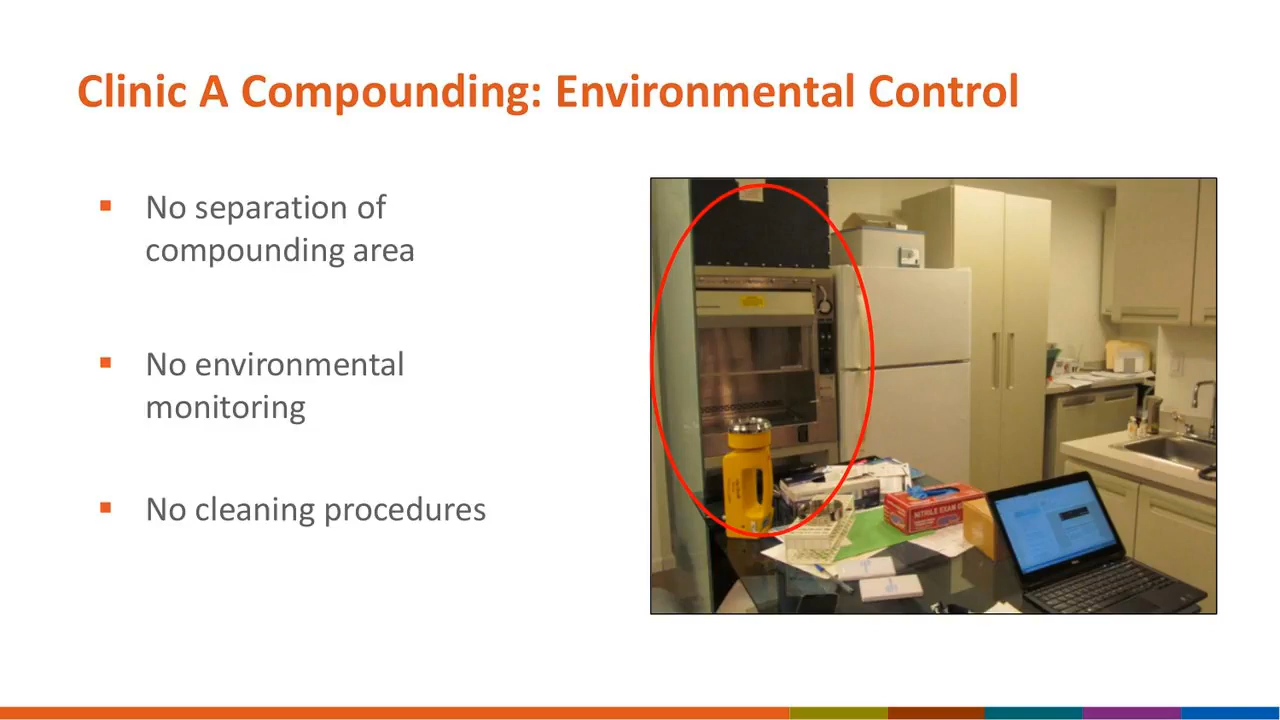 Clinic A Compounding: Environmental Control
No separation of
compounding area
No environmental
monitoring
No cleaning procedures
NITRILE EXAM